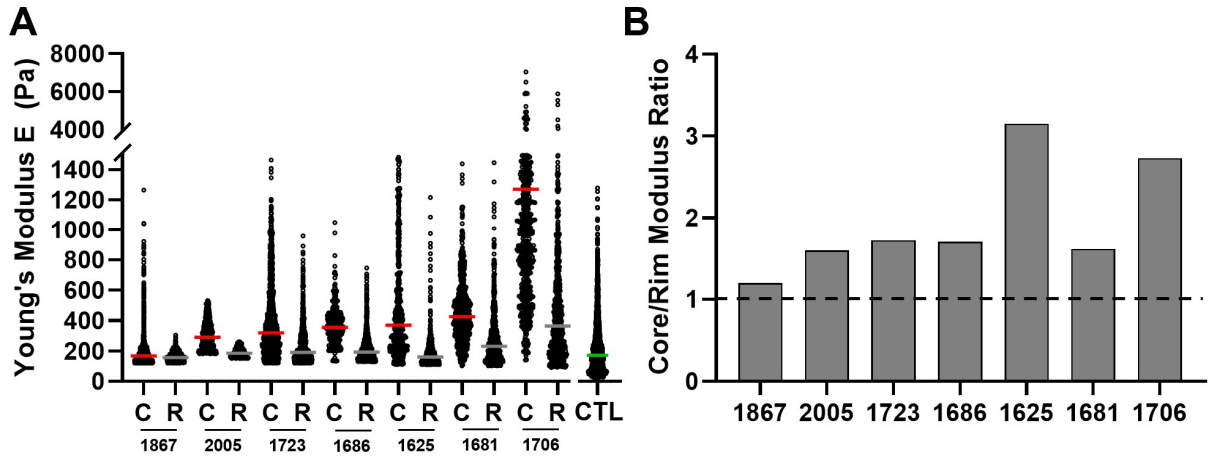 A
Young's Modulus E (Pa)
8000
6000
4000
1400
1200
1000
800
600
400
200
0
C R C R C R C R C R C R C R CTL
1867 2005 1723 1686 1625 1681 1706
B
Core/Rim Modulus Ratio
4
3
2
1
0
1867 2005 1723 1686 1625 1681 1706